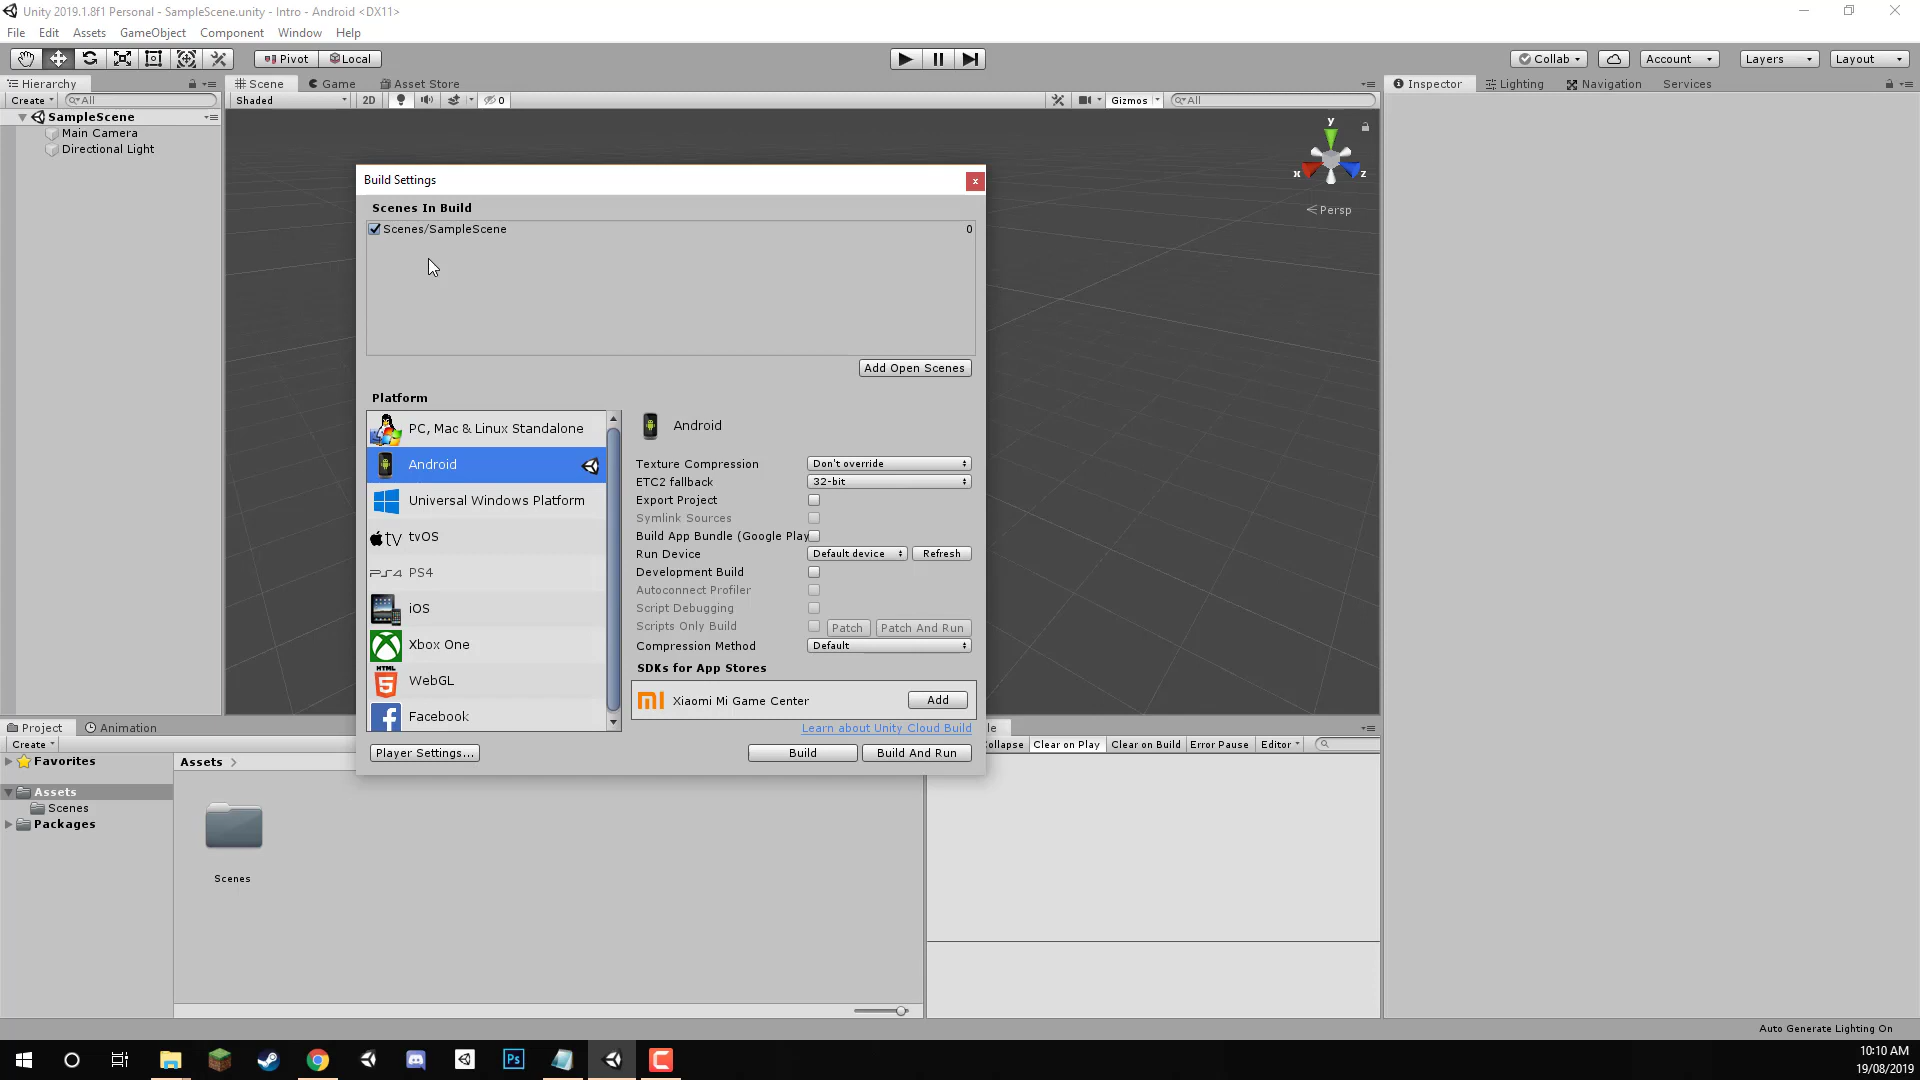 Unity 2019.1.8f1 Personal - SampleScene.unity - Intro - Android <DX11>
File Edit Assets GameObject Component Window Help
Pivot Local Collab Account Layers Layout
Hierarchy Scene Game Asset Store Inspector Lighting Navigation Services
Create All Shaded 2D 0 Gizmos All
SampleScene
Main Camera
Directional Light
y
x z
Persp
Build Settings
x
Scenes In Build
Scenes/SampleScene 0
Add Open Scenes
Platform
PC, Mac & Linux Standalone
Android
Universal Windows Platform
tv tvOS
PS4 PS4
iOS
Xbox One
HTML
5 WebGL
f Facebook
Android
Texture Compression Don't override
ETC2 fallback 32-bit
Export Project
Symlink Sources
Build App Bundle (Google Play
Run Device Default device Refresh
Development Build
Autoconnect Profiler
Script Debugging
Scripts Only Build Patch Patch And Run
Compression Method Default
SDKs for App Stores
mi Xiaomi Mi Game Center Add
Learn about Unity Cloud Build
Player Settings... Build Build And Run
Project Animation le
Create ollapse Clear on Play Clear on Build Error Pause Editor
Favorites
Assets
Scenes
Packages
Assets
Scenes
Auto Generate Lighting On
Ps
C
10:10 AM
19/08/2019